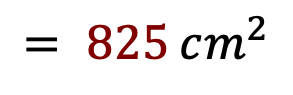 = 825 cm²